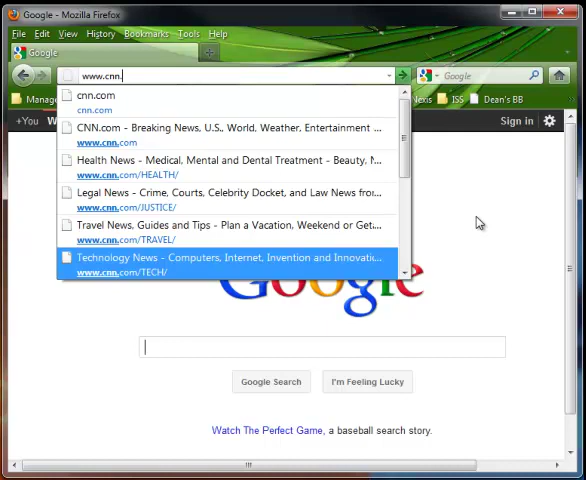 Google - Mozilla Firefox
File Edit View History Bookmarks Tools Help
Google
www.cnn.
Google
Manage
Nexis ISS Dean's BB
+You W
Sign in
cnn.com
cnn.com
CNN.com - Breaking News, U.S., World, Weather, Entertainment ...
www.cnn.com
Health News - Medical, Mental and Dental Treatment - Beauty, N...
www.cnn.com/HEALTH/
Legal News - Crime, Courts, Celebrity Docket, and Law News fro...
www.cnn.com/JUSTICE/
Travel News, Guides and Tips - Plan a Vacation, Weekend or Get...
www.cnn.com/TRAVEL/
Technology News - Computers, Internet, Invention and Innovati...
www.cnn.com/TECH/
Google
Google Search
I'm Feeling Lucky
Watch The Perfect Game, a baseball search story.